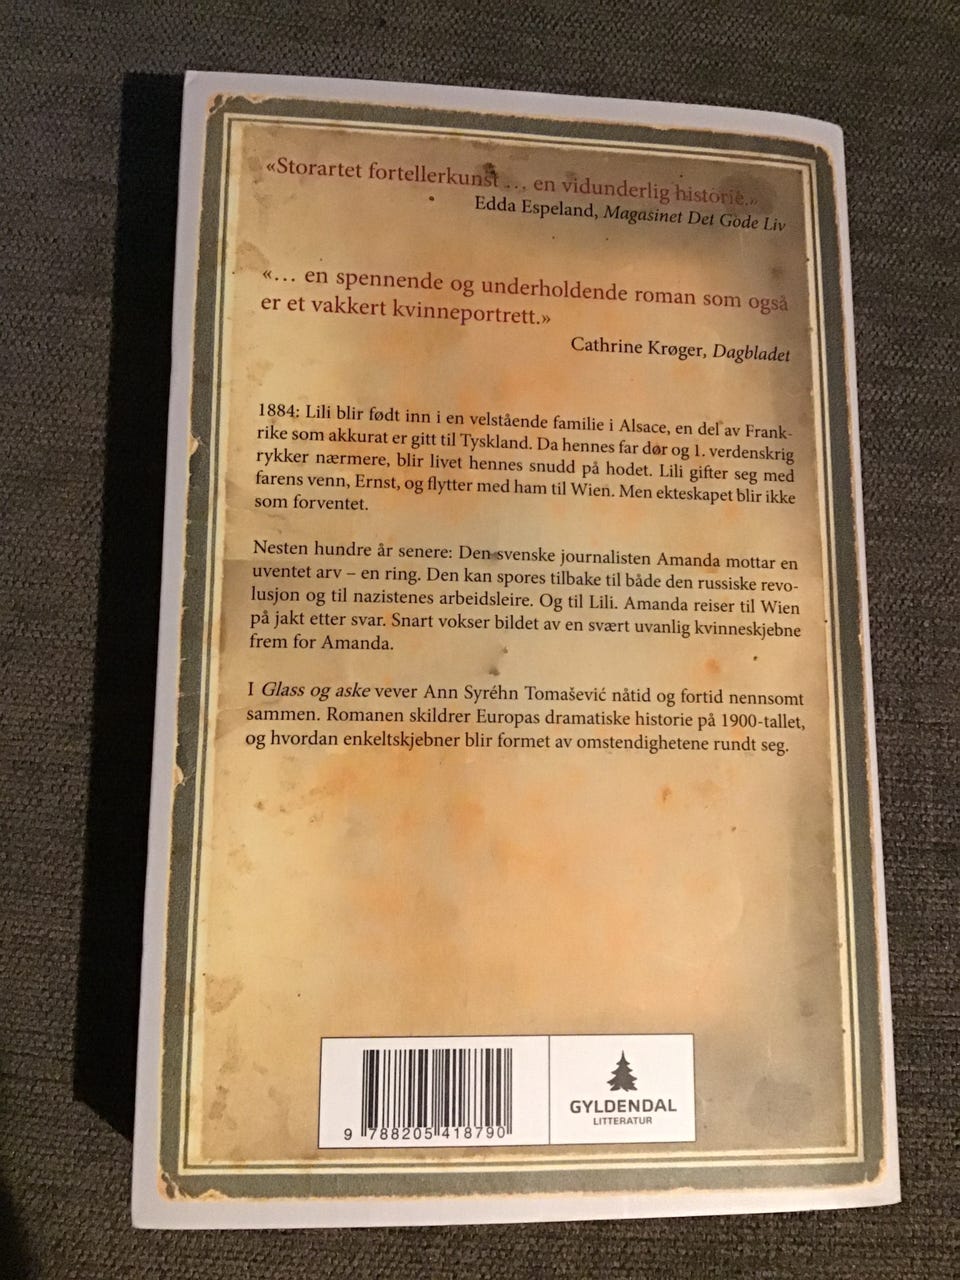 «Storartet fortellerkunst … en vidunderlig historie.»
Edda Espeland, Magasinet Det Gode Liv
«… en spennende og underholdende roman som også
er et vakkert kvinneportrett.»
Cathrine Krøger, Dagbladet
1884: Lili blir født inn i en velstående familie i Alsace, en del av Frank-
rike som akkurat er gitt til Tyskland. Da hennes far dør og 1. verdenskrig
rykker nærmere, blir livet hennes snudd på hodet. Lili gifter seg med
farens venn, Ernst, og flytter med ham til Wien. Men ekteskapet blir ikke
som forventet.
Nesten hundre år senere: Den svenske journalisten Amanda mottar en
uventet arv – en ring. Den kan spores tilbake til både den russiske revo-
lusjon og til nazistenes arbeidsleire. Og til Lili. Amanda reiser til Wien
på jakt etter svar. Snart vokser bildet av en svært uvanlig kvinneskjebne
frem for Amanda.
I Glass og aske vever Ann Syréhn Tomašević nåtid og fortid nennsomt
sammen. Romanen skildrer Europas dramatiske historie på 1900-tallet,
og hvordan enkeltskjebner blir formet av omstendighetene rundt seg.
9 788205 418790
GYLDENDAL
LITTERATUR